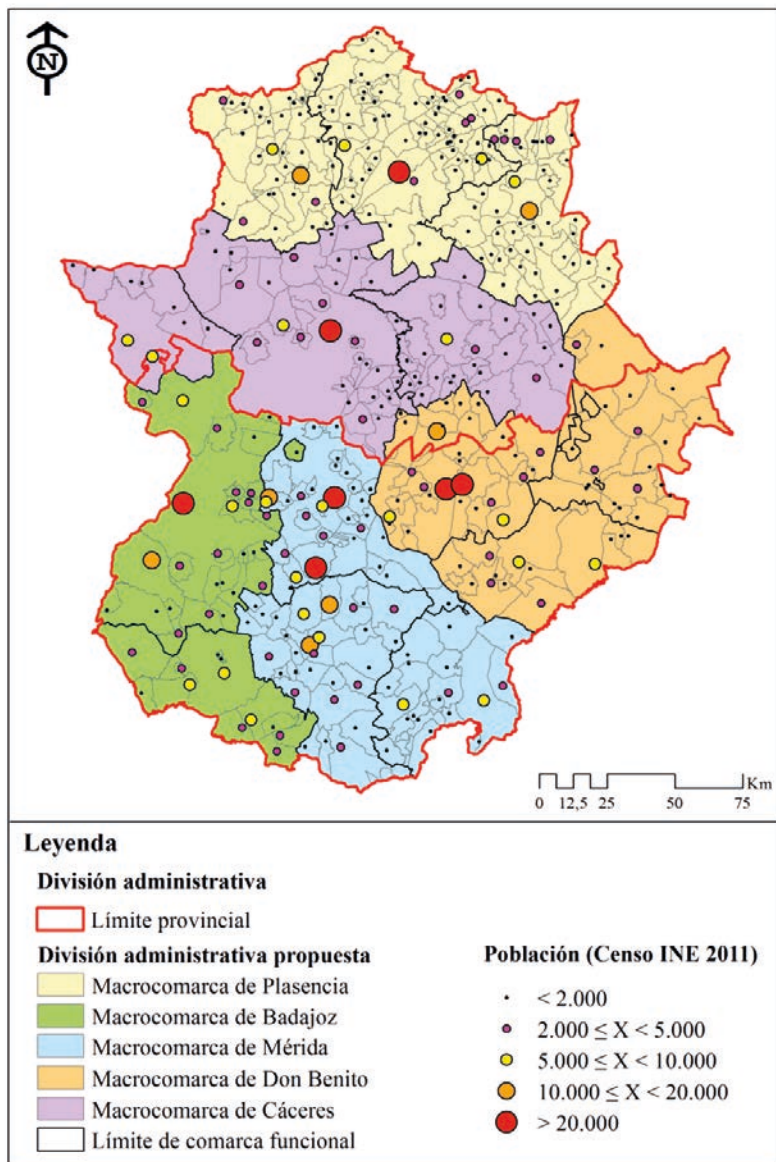 N
Km
0 12,5 25 50 75
Leyenda
División administrativa
Límite provincial
División administrativa propuesta
Macrocomarca de Plasencia
Macrocomarca de Badajoz
Macrocomarca de Mérida
Macrocomarca de Don Benito
Macrocomarca de Cáceres
Límite de comarca funcional
Población (Censo INE 2011)
< 2.000
2.000 ≤ X < 5.000
5.000 ≤ X < 10.000
10.000 ≤ X < 20.000
> 20.000